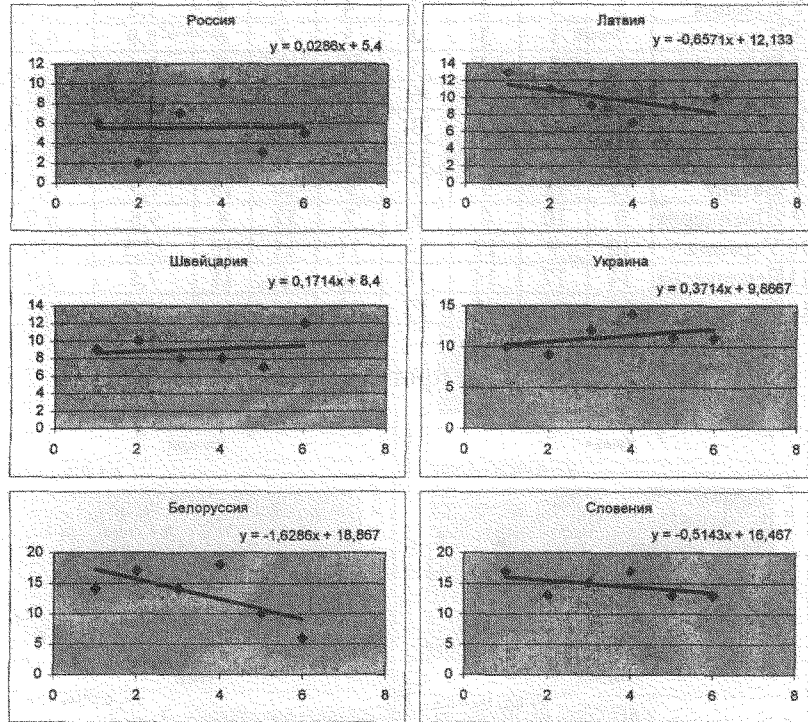 Россия
y = 0,0286x + 5,4
12
10
8
6
4
2
0
0 2 4 6 8
Латвия
y = -0,6571x + 12,133
14
12
10
8
6
4
2
0
0 2 4 6 8
Швейцария
y = 0,1714x + 8,4
14
12
10
8
6
4
2
0
0 2 4 6 8
Украина
y = 0,3714x + 9,8667
15
10
5
0
0 2 4 6 8
Белоруссия
y = -1,6286x + 18,867
20
15
10
5
0
0 2 4 6 8
Словения
y = -0,5143x + 16,467
20
15
10
5
0
0 2 4 6 8